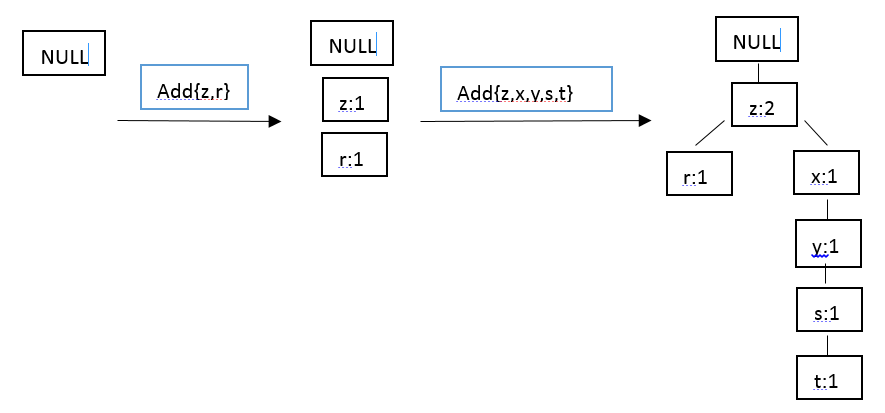 NULL
Add{z,r}
NULL
z:1
r:1
Add{z,x,y,s,t}
NULL
z:2
r:1
x:1
y:1
s:1
t:1